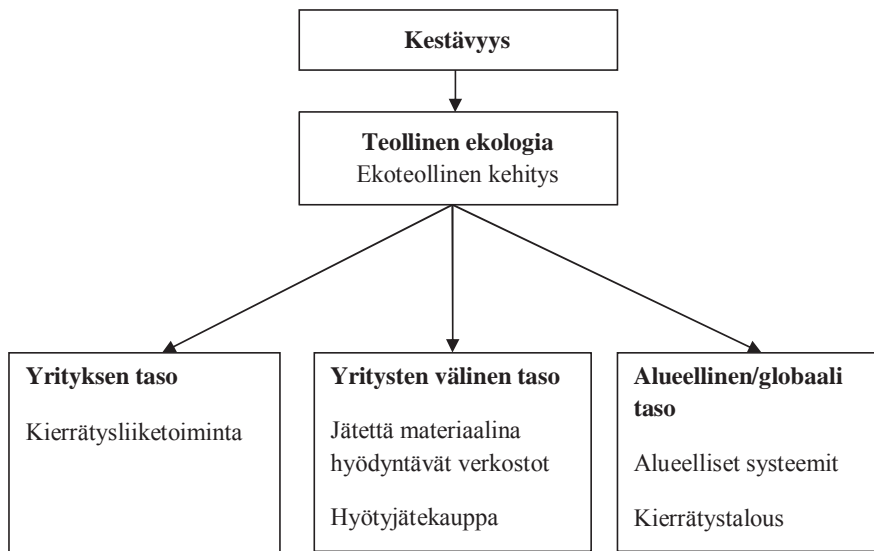 Kestävyys
Teollinen ekologia
Ekoteollinen kehitys
Yrityksen taso
Kierrätysliiketoiminta
Yritysten välinen taso
Jätettä materiaalina
hyödyntävät verkostot
Hyötyjätekauppa
Alueellinen/globaali
taso
Alueelliset systeemit
Kierrätystalous